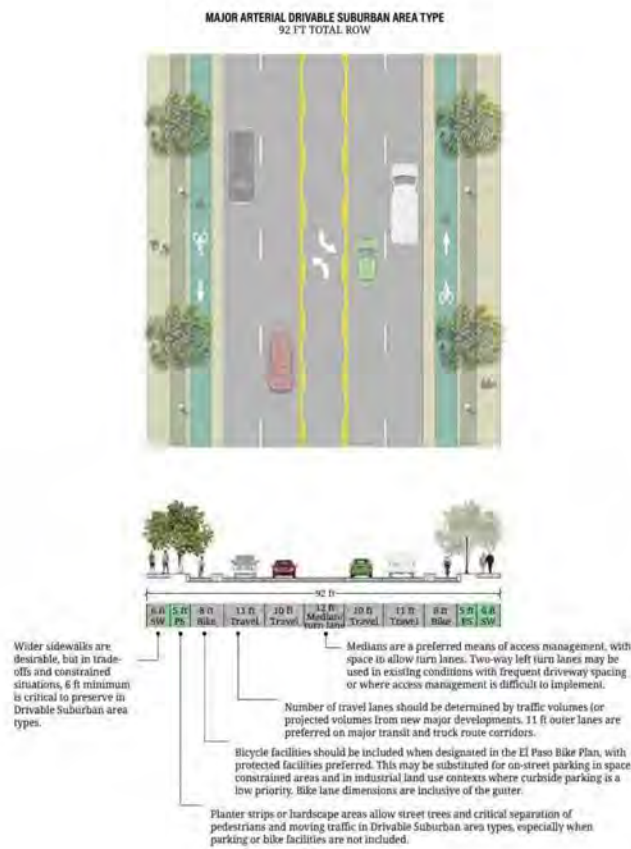 MAJOR ARTERIAL DRIVABLE SUBURBAN AREA TYPE
92 FT TOTAL ROW
92 ft
6 ft SW
5 ft PS
8 ft Bike
11 ft Travel
10 ft Travel
12 ft Median/ turn lane
10 ft Travel
11 ft Travel
8 ft Bike
5 ft PS
6 ft SW
Wider sidewalks are
desirable, but in trade-
offs and constrained
situations, 6 ft minimum
is critical to preserve in
Drivable Suburban area
types.
Medians are a preferred means of access management, with
space to allow turn lanes. Two-way left turn lanes may be
used in existing conditions with frequent driveway spacing
or where access management is difficult to implement.
Number of travel lanes should be determined by traffic volumes (or
projected volumes from new major developments. 11 ft outer lanes are
preferred on major transit and truck route corridors.
Bicycle facilities should be included when designated in the El Paso Bike Plan, with
protected facilities preferred. This may be substituted for on-street parking in space
constrained areas and in industrial land use contexts where curbside parking is a
low priority. Bike lane dimensions are inclusive of the gutter.
Planter strips or hardscape areas allow street trees and critical separation of
pedestrians and moving traffic in Drivable Suburban area types, especially when
parking or bike facilities are not included.